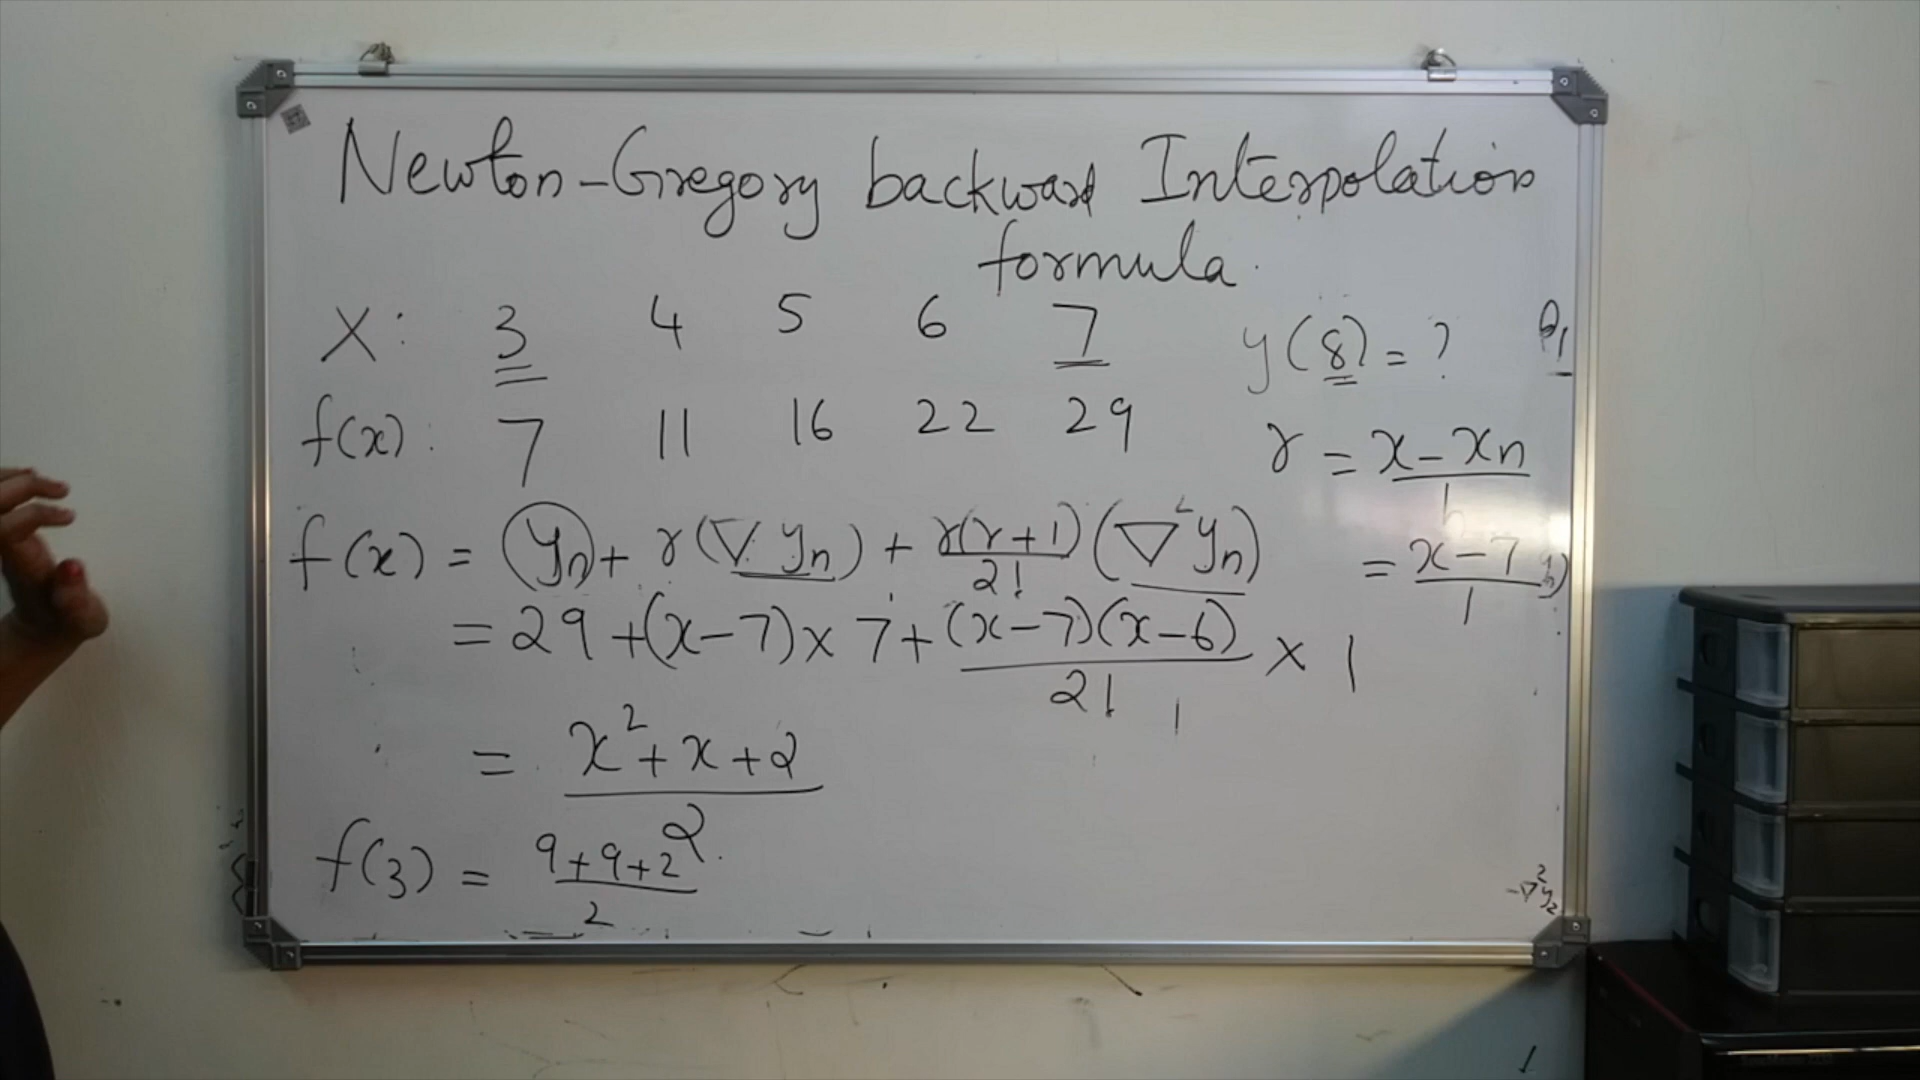 Newton-Gregory backward Interpolation
formula.
X: 3 4 5 6 7 y(8) = ?
f(x): 7 11 16 22 29 r = (x - xn)/h
f(x) = yn + r(∇yn) + r(r+1)/2! (∇²yn) = (x-7)/1
= 29 + (x-7) × 7 + (x-7)(x-6)/2! × 1
= (x² + x + 2)/2
f(3) = (9+9+2)/2